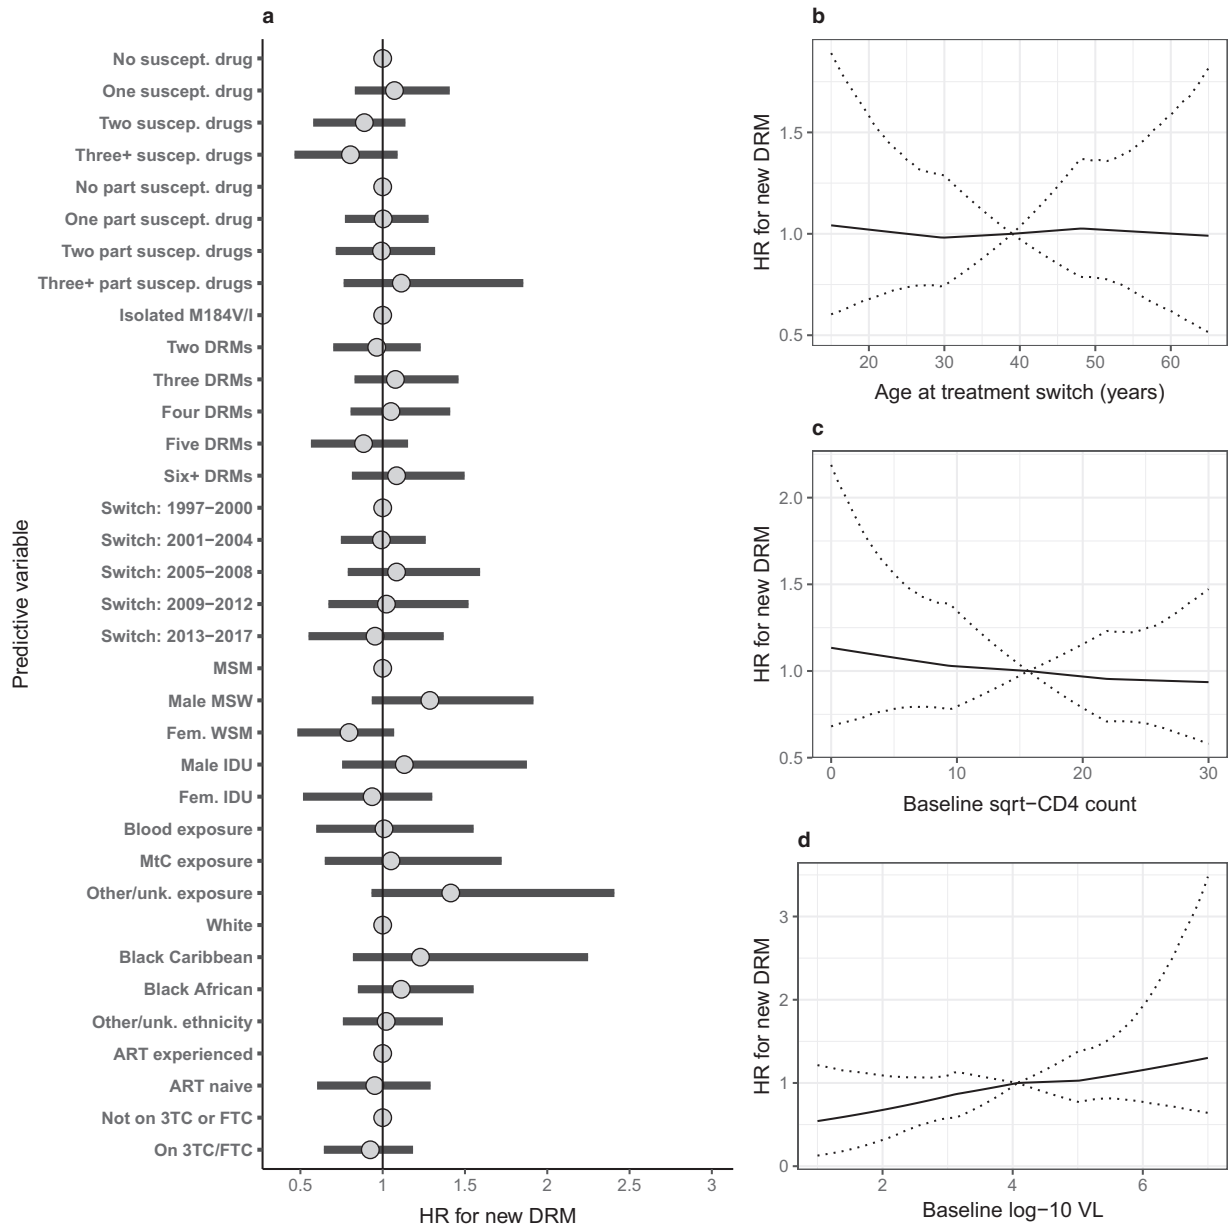 a
Predictive variable
No suscept. drug
One suscept. drug
Two suscep. drugs
Three+ suscep. drugs
No part suscept. drug
One part suscept. drug
Two part suscep. drugs
Three+ part suscep. drugs
Isolated M184V/I
Two DRMs
Three DRMs
Four DRMs
Five DRMs
Six+ DRMs
Switch: 1997−2000
Switch: 2001−2004
Switch: 2005−2008
Switch: 2009−2012
Switch: 2013−2017
MSM
Male MSW
Fem. WSM
Male IDU
Fem. IDU
Blood exposure
MtC exposure
Other/unk. exposure
White
Black Caribbean
Black African
Other/unk. ethnicity
ART experienced
ART naive
Not on 3TC or FTC
On 3TC/FTC
0.5 1 1.5 2 2.5 3
HR for new DRM
b
HR for new DRM
1.5
1.0
0.5
20 30 40 50 60
Age at treatment switch (years)
c
HR for new DRM
2.0
1.5
1.0
0.5
0 10 20 30
Baseline sqrt−CD4 count
d
HR for new DRM
3
2
1
0
2 4 6
Baseline log−10 VL